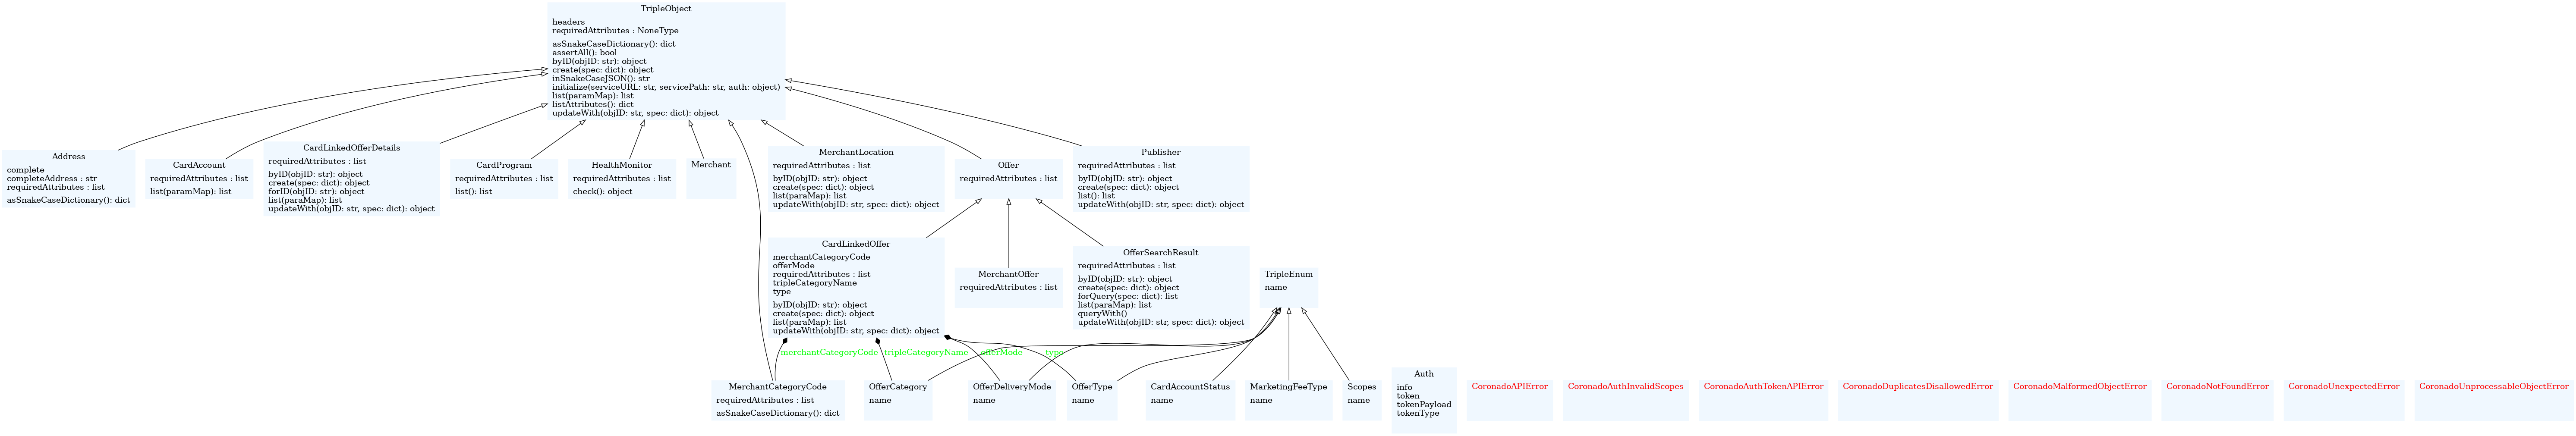 TripleObject
headers
requiredAttributes : NoneType
asSnakeCaseDictionary(): dict
assertAll(): bool
byID(objID: str): object
create(spec: dict): object
inSnakeCaseJSON(): str
initialize(serviceURL: str, servicePath: str, auth: object)
list(paramMap): list
listAttributes(): dict
updateWith(objID: str, spec: dict): object
Address
complete
completeAddress : str
requiredAttributes : list
asSnakeCaseDictionary(): dict
CardAccount
requiredAttributes : list
list(paramMap): list
CardLinkedOfferDetails
requiredAttributes : list
byID(objID: str): object
create(spec: dict): object
forID(objID: str): object
list(paraMap): list
updateWith(objID: str, spec: dict): object
CardProgram
requiredAttributes : list
list(): list
HealthMonitor
requiredAttributes : list
check(): object
Merchant
MerchantLocation
requiredAttributes : list
byID(objID: str): object
create(spec: dict): object
list(paraMap): list
updateWith(objID: str, spec: dict): object
Offer
requiredAttributes : list
Publisher
requiredAttributes : list
byID(objID: str): object
create(spec: dict): object
list(): list
updateWith(objID: str, spec: dict): object
CardLinkedOffer
merchantCategoryCode
offerMode
requiredAttributes : list
tripleCategoryName
type
byID(objID: str): object
create(spec: dict): object
list(paraMap): list
updateWith(objID: str, spec: dict): object
MerchantOffer
requiredAttributes : list
OfferSearchResult
requiredAttributes : list
byID(objID: str): object
create(spec: dict): object
forQuery(spec: dict): list
list(paraMap): list
queryWith()
updateWith(objID: str, spec: dict): object
TripleEnum
name
merchantCategoryCode
tripleCategoryName
offerMode
type
MerchantCategoryCode
requiredAttributes : list
asSnakeCaseDictionary(): dict
OfferCategory
name
OfferDeliveryMode
name
OfferType
name
CardAccountStatus
name
MarketingFeeType
name
Scopes
name
Auth
info
token
tokenPayload
tokenType
CoronadoAPIError
CoronadoAuthInvalidScopes
CoronadoAuthTokenAPIError
CoronadoDuplicatesDisallowedError
CoronadoMalformedObjectError
CoronadoNotFoundError
CoronadoUnexpectedError
CoronadoUnprocessableObjectError